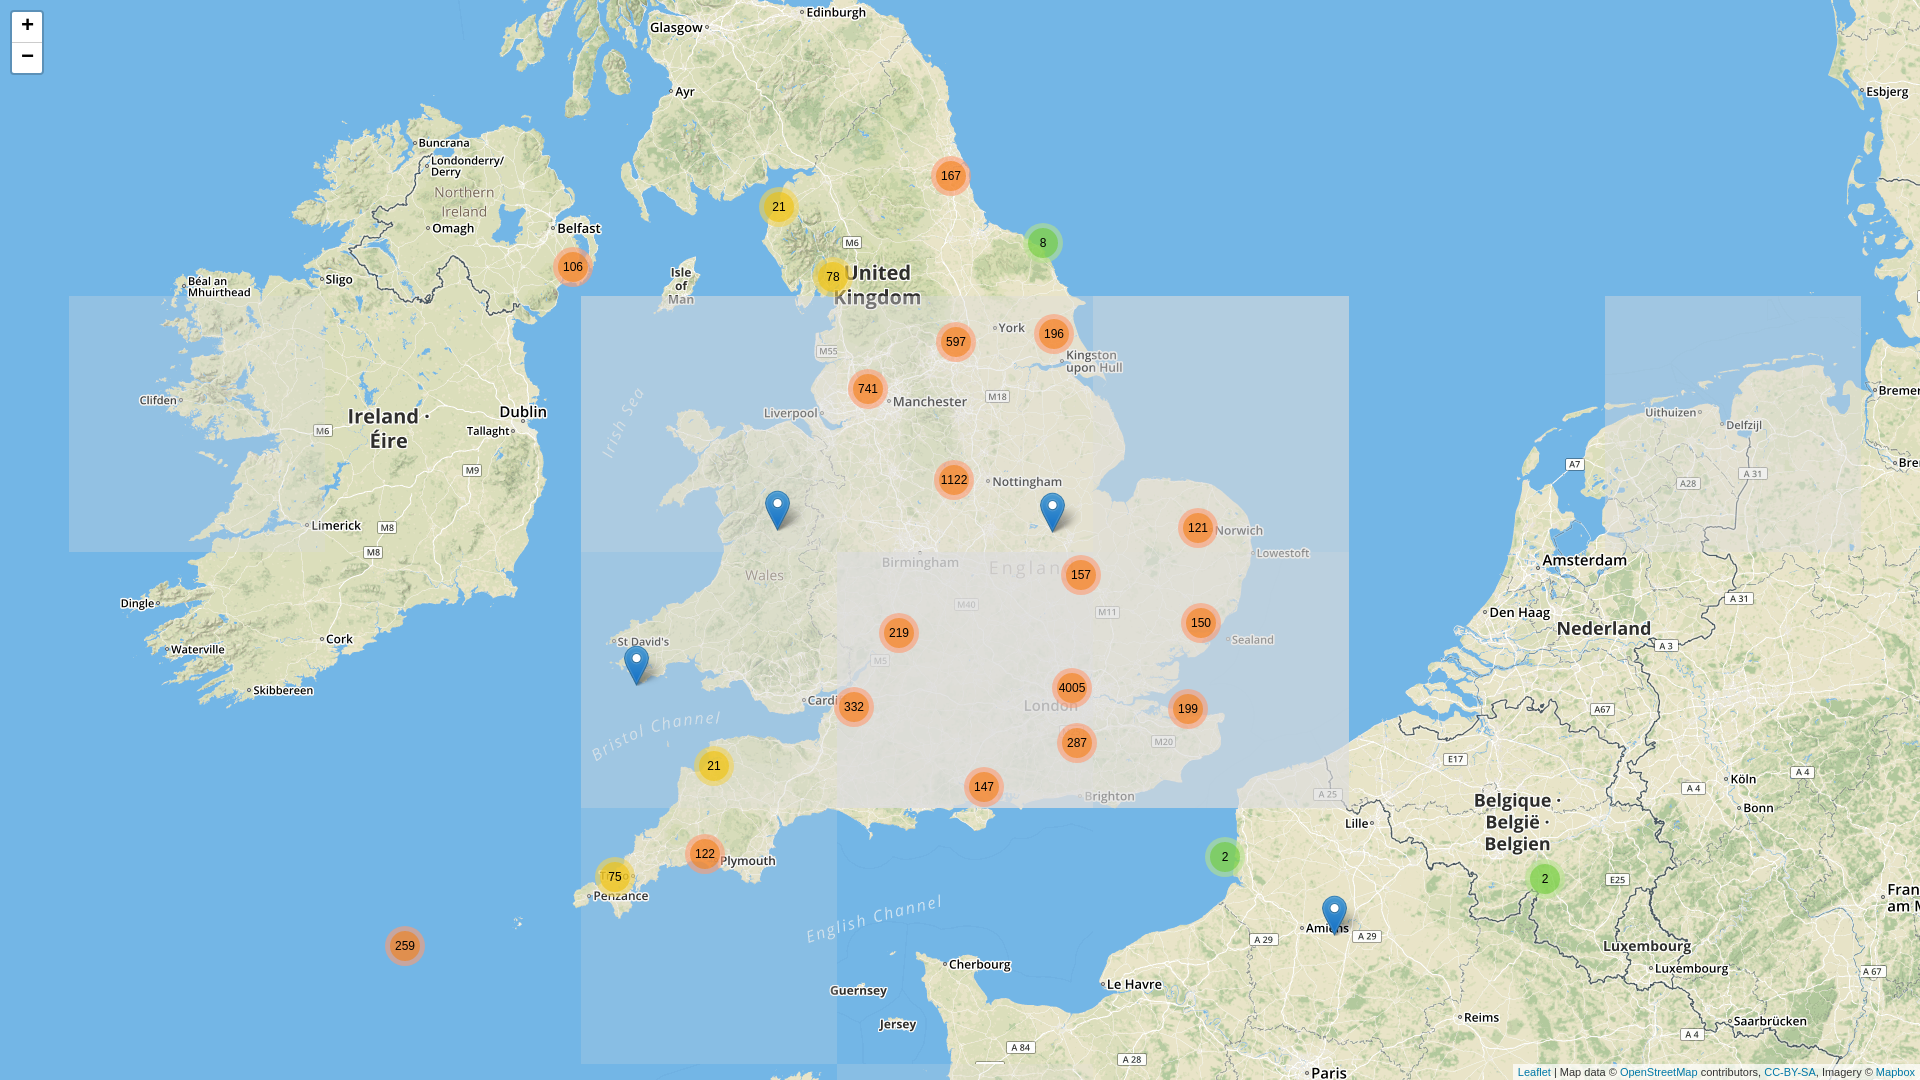 +
−
Edinburgh
Glasgow
Ayr
Esbjerg
Buncrana
Londonderry/
Derry
Northern
Ireland
Omagh
Belfast
167
21
8
M6
106
78
United
Kingdom
Isle
of
Man
Sligo
Béal an
Mhuirthead
York
196
597
Kingston
upon Hull
M55
741
Manchester
M18
Liverpool
Irish Sea
Clifden
Ireland ·
Éire
Dublin
Tallaght
M6
M9
Bremer
Uithuizen
Delfzijl
A7
A 31
A28
Bre
1122
Nottingham
Limerick
M8
M8
121
Norwich
Lowestoft
Birmingham
Englan
157
Wales
M40
M11
Amsterdam
A 31
Den Haag
Nederland
A 3
Dingle
Cork
Waterville
Skibbereen
St David's
219
150
Sealand
M5
4005
London
199
Cardi
332
Bristol Channel
287
M20
A67
E17
21
147
Brighton
A 25
Köln
A 4
A 4
Bonn
Belgique ·
België ·
Belgien
Lille
122
Plymouth
75
Penzance
2
2
E25
Fran
am M
English Channel
259
Amiens
A 29
A 29
Luxembourg
Luxembourg
A 67
Cherbourg
Guernsey
Le Havre
Jersey
Reims
Saarbrücken
A 4
A 84
A 28
Paris
Leaflet | Map data © OpenStreetMap contributors, CC-BY-SA, Imagery © Mapbox